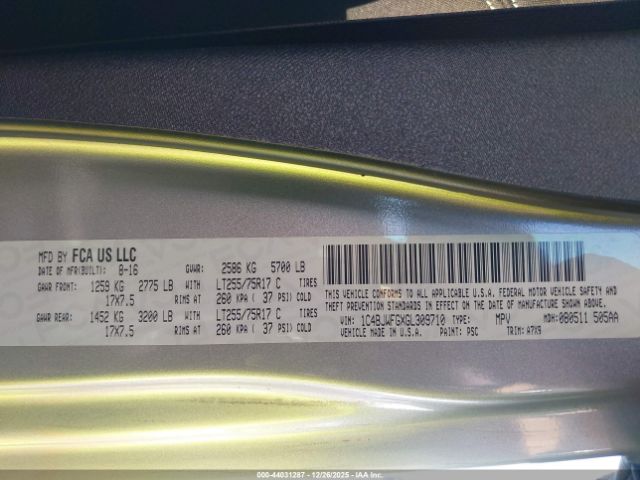 MFD BY FCA US LLC
DATE OF MFR(BUILT): 8-16 GVWR: 2586 KG 5700 LB
GAWR FRONT: 1259 KG 2775 LB WITH LT255/75R17 C TIRES
17X7.5 RIMS AT 260 KPA ( 37 PSI) COLD
GAWR REAR: 1452 KG 3200 LB WITH LT255/75R17 C TIRES
17X7.5 RIMS AT 260 KPA ( 37 PSI) COLD
THIS VEHICLE CONFORMS TO ALL APPLICABLE U.S.A. FEDERAL MOTOR VEHICLE SAFETY, BUMPER AND
THEFT PREVENTION STANDARDS IN EFFECT ON THE DATE OF MANUFACTURE SHOWN ABOVE.
VIN: 1C4BJWFGXGL309710 TYPE: MPV MDH: 080511 505AA
VEHICLE MADE IN U.S.A. PAINT: PSC TRIM: A7X9
000-44031287 - 12/26/2025 - IAA Inc.